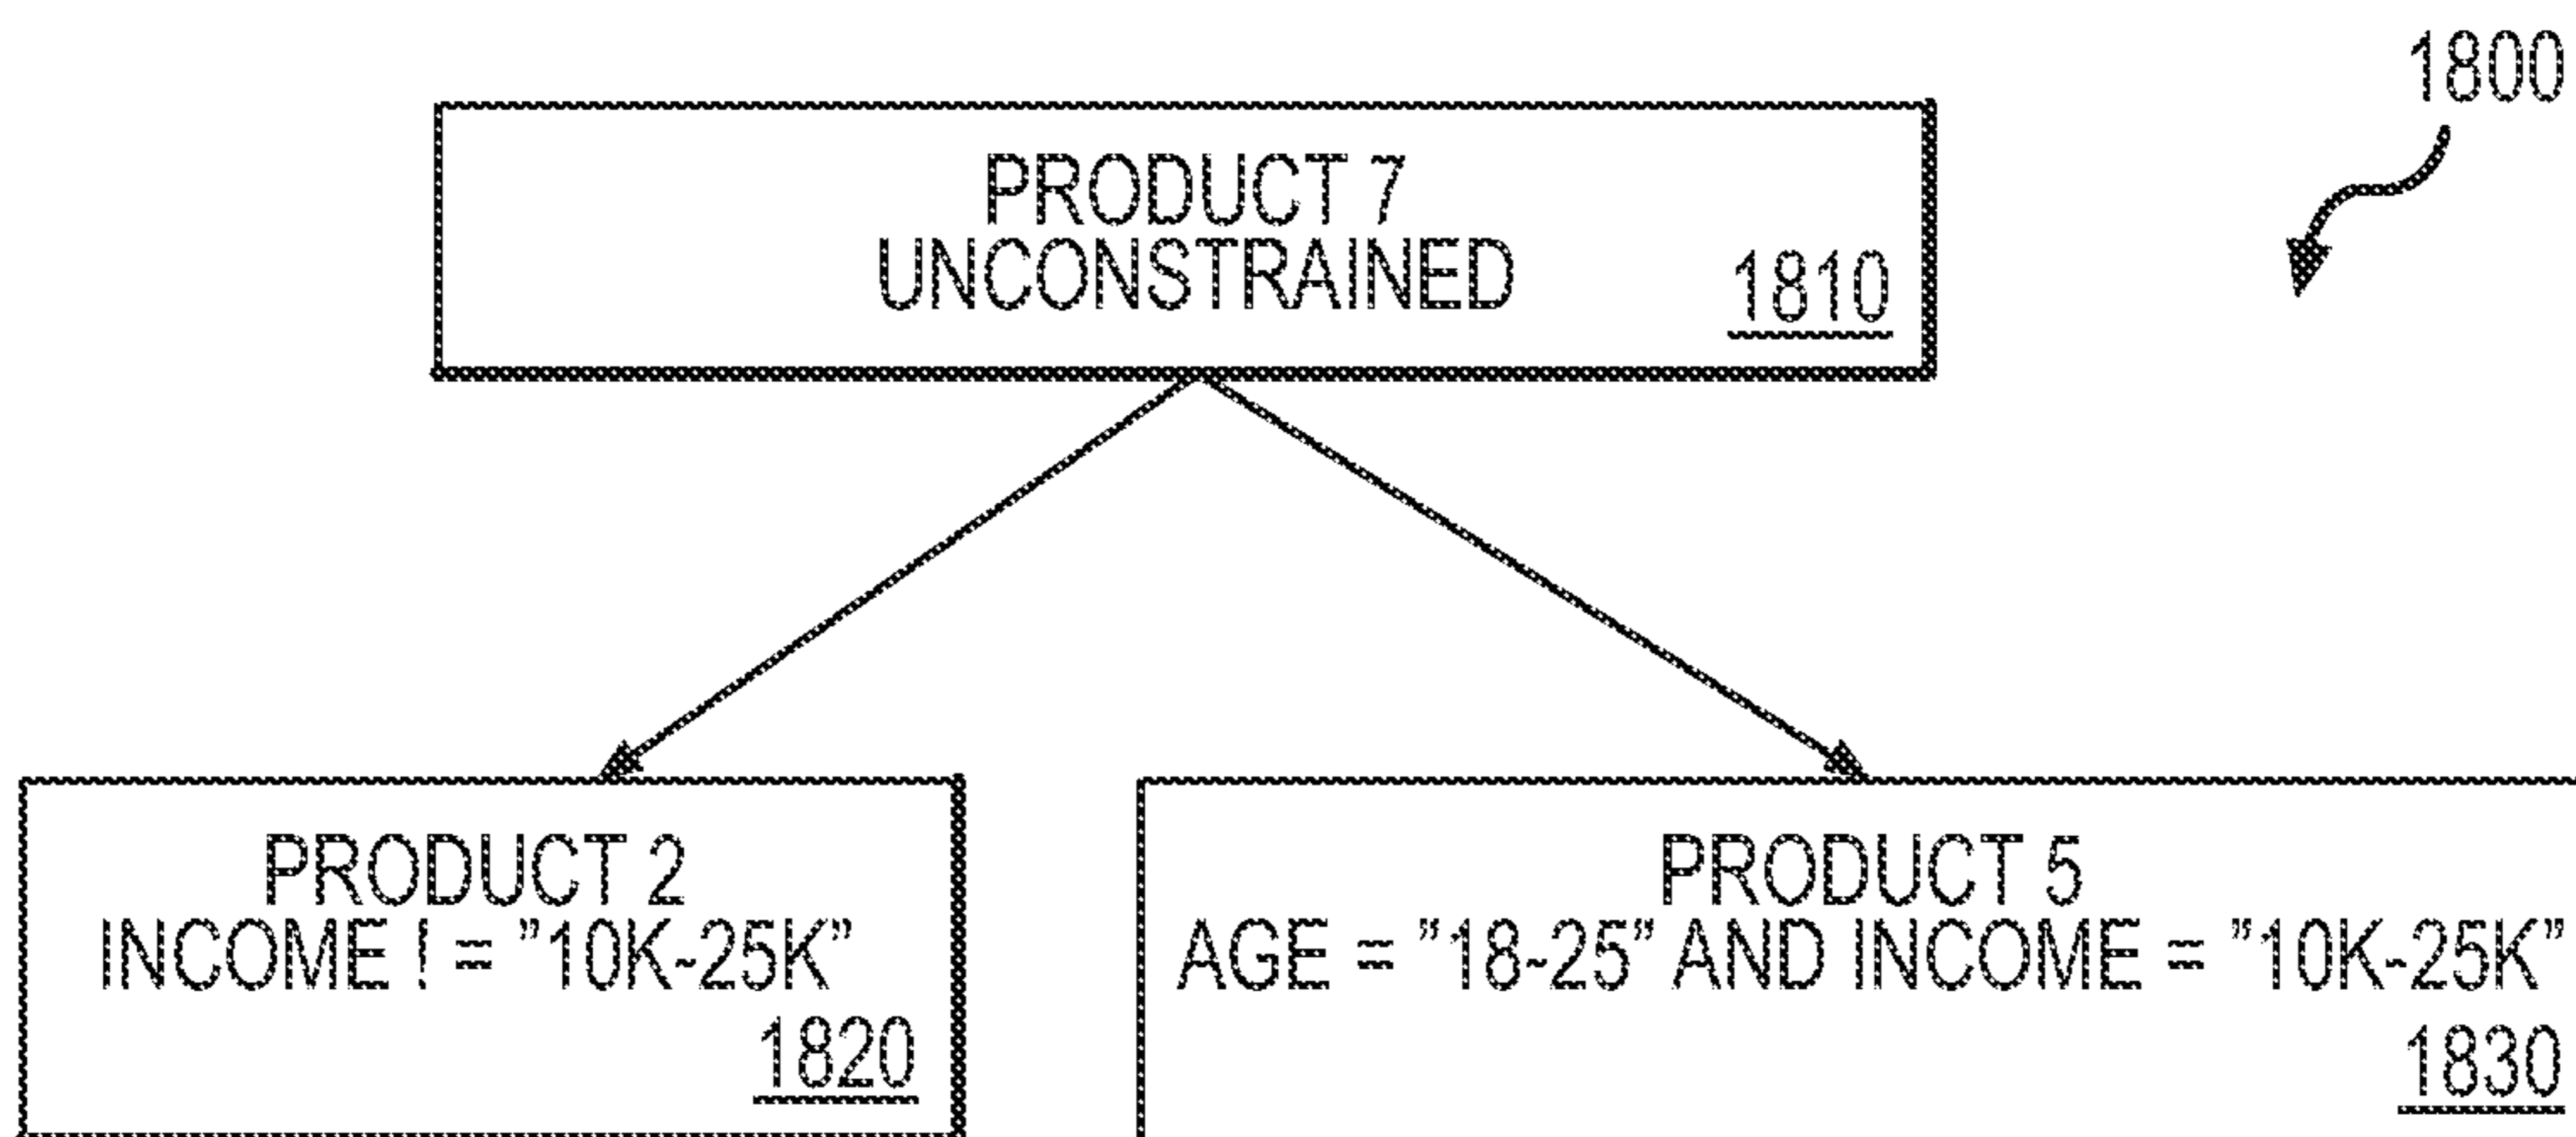 1800
PRODUCT 7
UNCONSTRAINED
1810
PRODUCT 2
INCOME ! = ”10K-25K”
1820
PRODUCT 5
AGE = ”18-25” AND INCOME = ”10K-25K”
1830